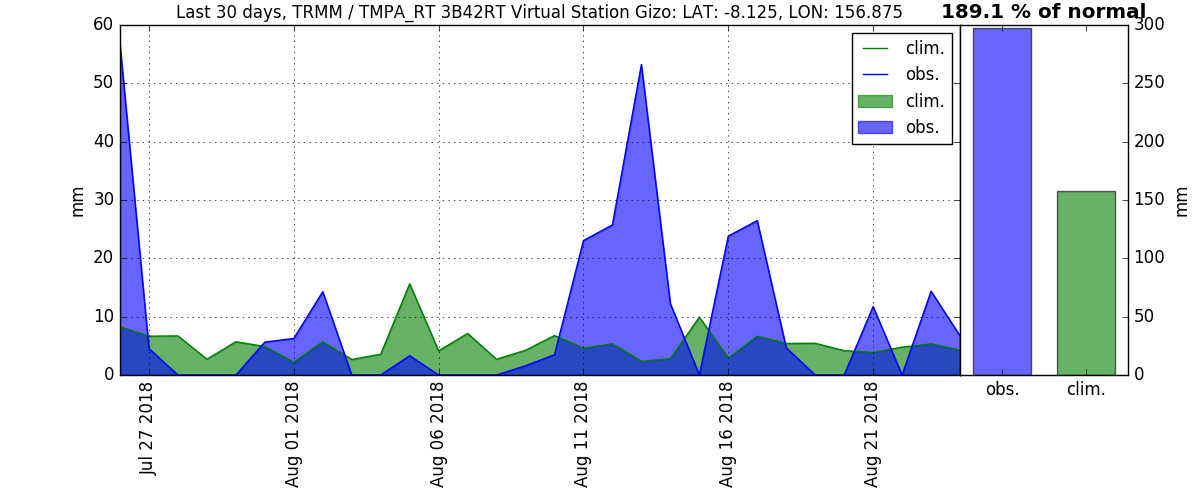 Last 30 days, TRMM / TMPA_RT 3B42RT Virtual Station Gizo: LAT: -8.125, LON: 156.875
189.1 % of normal
clim.
obs.
clim.
obs.
60
50
40
30
20
10
0
mm
Jul 27 2018
Aug 01 2018
Aug 06 2018
Aug 11 2018
Aug 16 2018
Aug 21 2018
300
250
200
150
100
50
0
mm
obs.
clim.